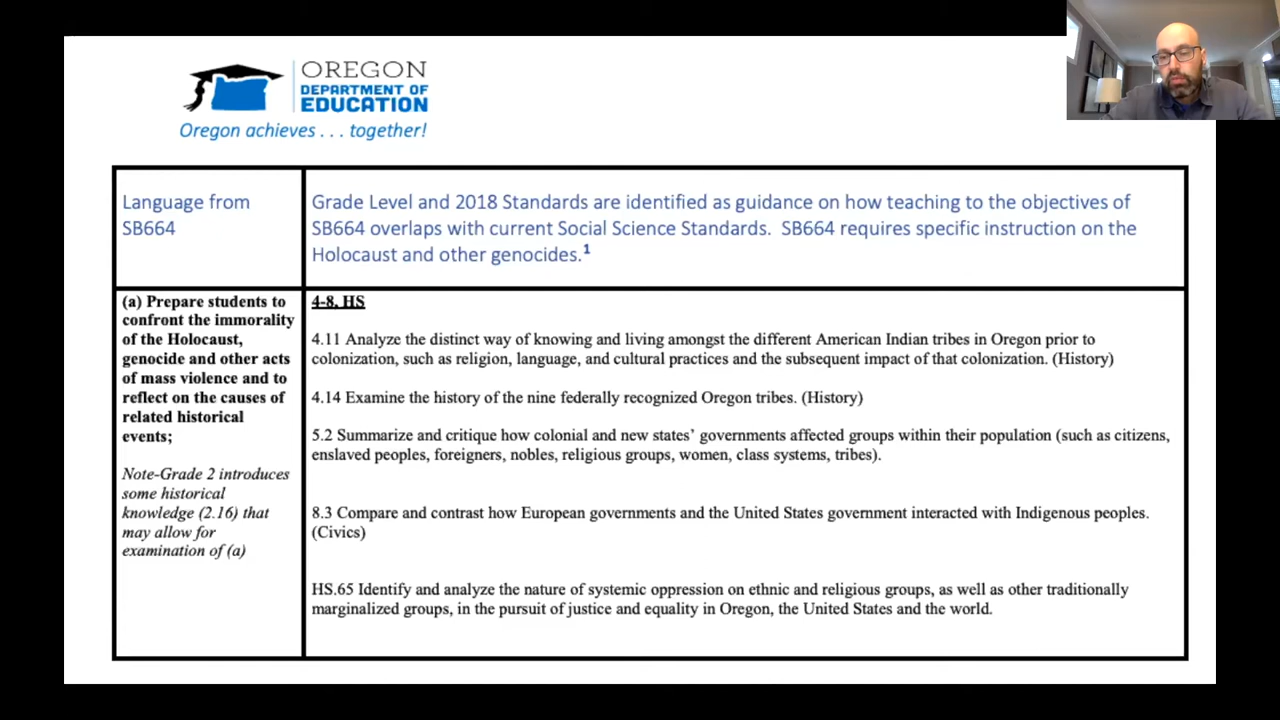 OREGON
DEPARTMENT OF
EDUCATION
Oregon achieves . . . together!
Language from
SB664
Grade Level and 2018 Standards are identified as guidance on how teaching to the objectives of
SB664 overlaps with current Social Science Standards.  SB664 requires specific instruction on the
Holocaust and other genocides.1
(a) Prepare students to
confront the immorality
of the Holocaust,
genocide and other acts
of mass violence and to
reflect on the causes of
related historical
events;
Note-Grade 2 introduces
some historical
knowledge (2.16) that
may allow for
examination of (a)
4-8, HS
4.11 Analyze the distinct way of knowing and living amongst the different American Indian tribes in Oregon prior to
colonization, such as religion, language, and cultural practices and the subsequent impact of that colonization. (History)
4.14 Examine the history of the nine federally recognized Oregon tribes. (History)
5.2 Summarize and critique how colonial and new states’ governments affected groups within their population (such as citizens,
enslaved peoples, foreigners, nobles, religious groups, women, class systems, tribes).
8.3 Compare and contrast how European governments and the United States government interacted with Indigenous peoples.
(Civics)
HS.65 Identify and analyze the nature of systemic oppression on ethnic and religious groups, as well as other traditionally
marginalized groups, in the pursuit of justice and equality in Oregon, the United States and the world.